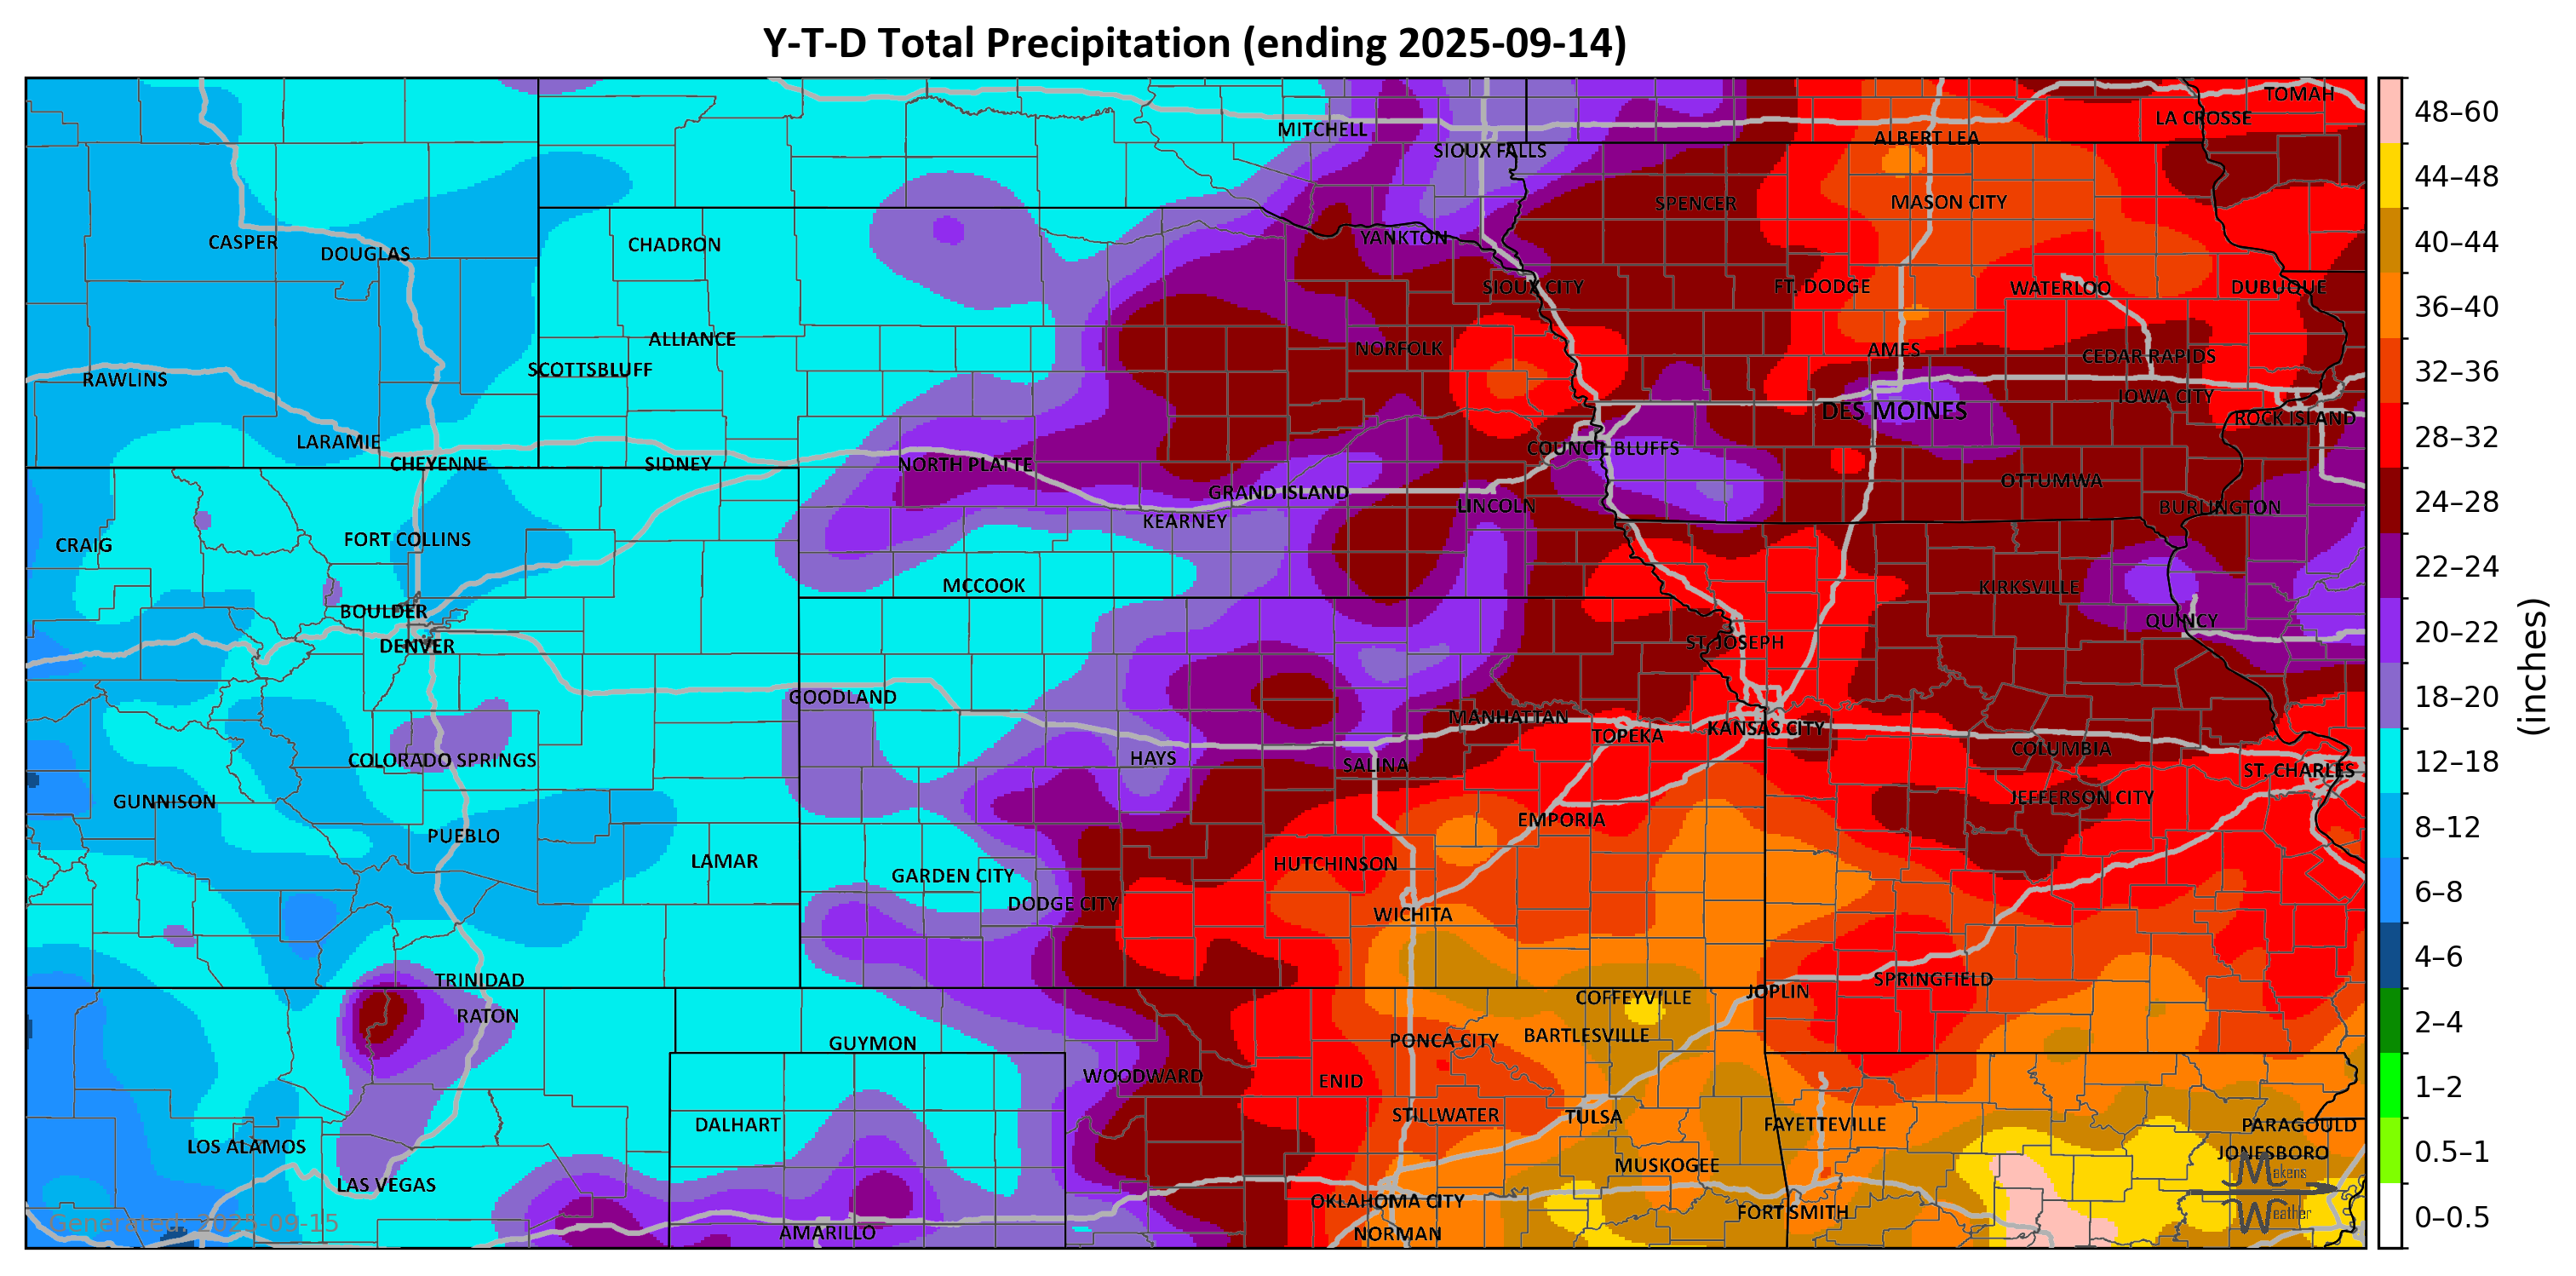 Y-T-D Total Precipitation (ending 2025-09-14)
TOMAH
LA CROSSE
MITCHELL
ALBERT LEA
SIOUX FALLS
SPENCER
MASON CITY
YANKTON
CASPER
CHADRON
DOUGLAS
SIOUX CITY
FT. DODGE
WATERLOO
DUBUQUE
ALLIANCE
NORFOLK
AMES
CEDAR RAPIDS
SCOTTSBLUFF
RAWLINS
IOWA CITY
DES MOINES
ROCK ISLAND
LARAMIE
COUNCIL BLUFFS
CHEYENNE
SIDNEY
NORTH PLATTE
OTTUMWA
GRAND ISLAND
LINCOLN
BURLINGTON
KEARNEY
FORT COLLINS
CRAIG
MCCOOK
KIRKSVILLE
BOULDER
QUINCY
DENVER
ST. JOSEPH
GOODLAND
MANHATTAN
KANSAS CITY
TOPEKA
COLUMBIA
HAYS
COLORADO SPRINGS
SALINA
ST. CHARLES
JEFFERSON CITY
GUNNISON
EMPORIA
PUEBLO
LAMAR
HUTCHINSON
GARDEN CITY
DODGE CITY
WICHITA
TRINIDAD
SPRINGFIELD
JOPLIN
COFFEYVILLE
RATON
BARTLESVILLE
PONCA CITY
GUYMON
WOODWARD
ENID
STILLWATER
TULSA
DALHART
FAYETTEVILLE
PARAGOULD
LOS ALAMOS
JONESBORO
MUSKOGEE
Makens
LAS VEGAS
OKLAHOMA CITY
FORT SMITH
Weather
Generated: 2025-09-15
AMARILLO
NORMAN
48–60
44–48
40–44
36–40
32–36
28–32
24–28
22–24
20–22
18–20
12–18
8–12
6–8
4–6
2–4
1–2
0.5–1
0–0.5
(inches)